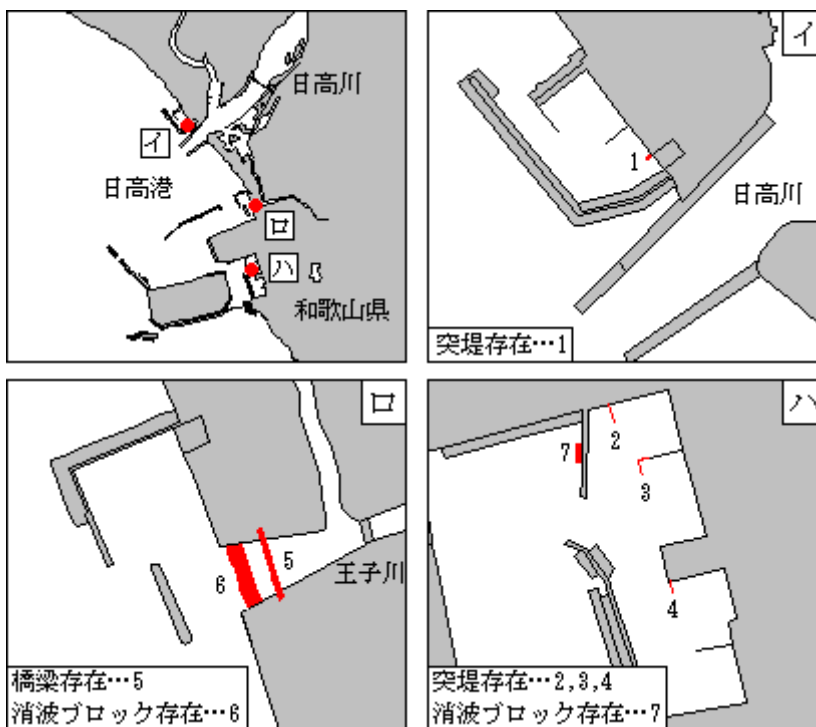 日高川
イ
日高港
ロ
ハ
和歌山県
イ
1
日高川
突堤存在…1
ロ
5
6
王子川
橋梁存在…5
消波ブロック存在…6
ハ
2
7
3
4
突堤存在…2,3,4
消波ブロック存在…7